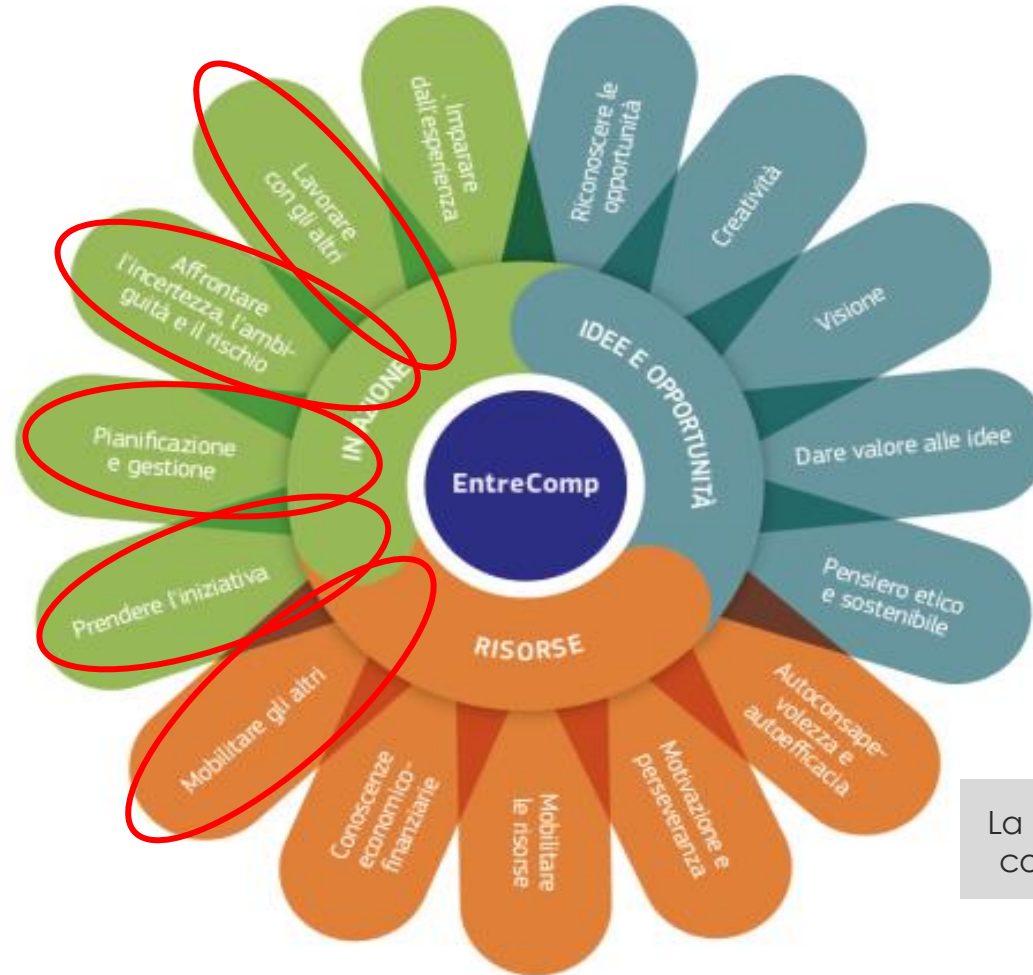 EntreComp
IDEE E OPPORTUNITÀ
Riconoscere le
opportunità
Creatività
Visione
Dare valore alle idee
Pensiero etico
e sostenibile
RISORSE
Autoconsape-
volezza e
autoefficacia
Motivazione e
perseveranza
Mobilitare
le risorse
Conoscenze
economico-
finanziarie
Mobilitare gli altri
IN AZIONE
Prendere l'iniziativa
Pianificazione
e gestione
Affrontare
l'incertezza, l'ambi-
guità e il rischio
Lavorare
con gli altri
Imparare
dall'esperienza
La